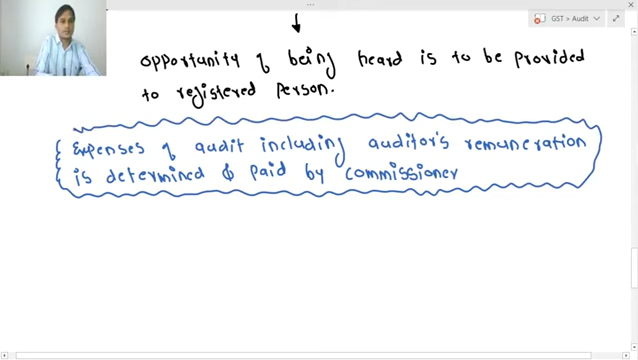 GST > Audit
opportunity of being heard is to be provided
to registered person.
Expenses of audit including auditor's remuneration
is determined & paid by commissioner